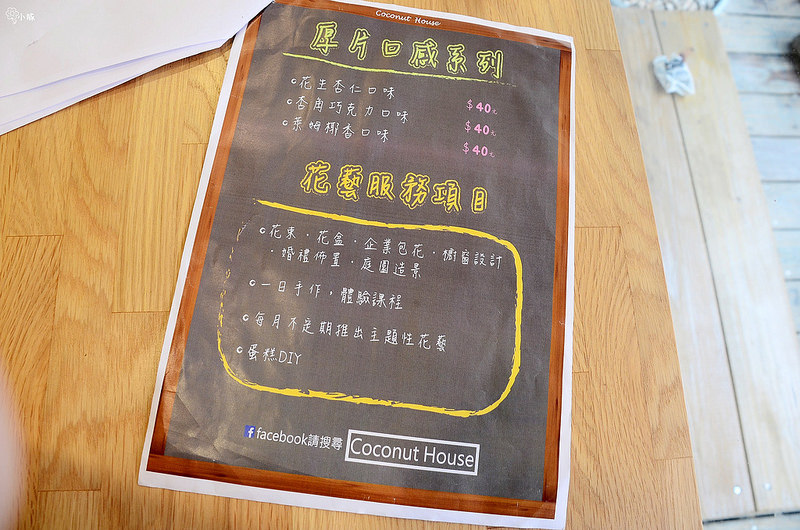 小腹
Coconut House
厚片口感系列
花生杏仁口味 $40元
杏角巧克力口味 $40元
萊姆椰香口味 $40元
花藝服務項目
花束・花盒・企業包花・櫥窗設計
・婚禮佈置・庭園造景
一日手作，體驗課程
每月不定期推出主題性花藝
蛋糕DIY
facebook請搜尋 Coconut House